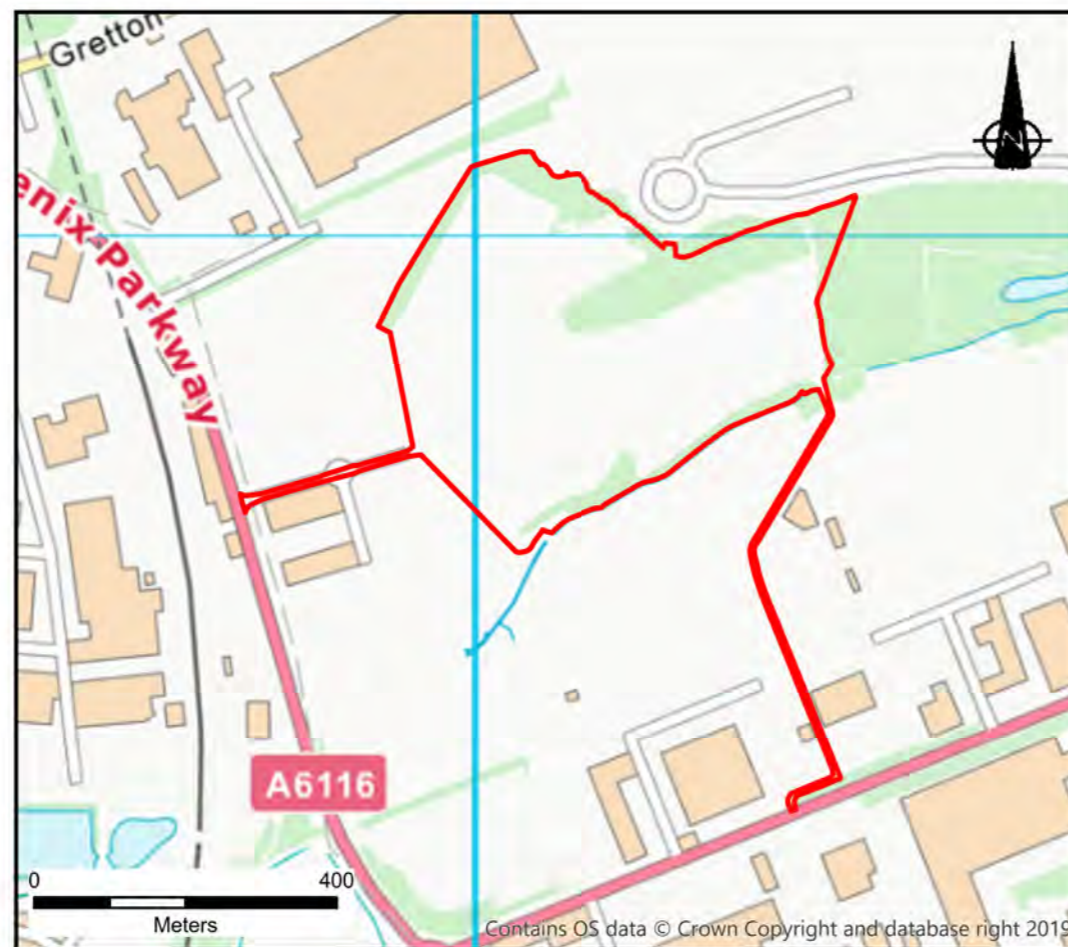 Gretton
enix Parkway
N
A6116
0 400
Meters
Contains OS data © Crown Copyright and database right 2019